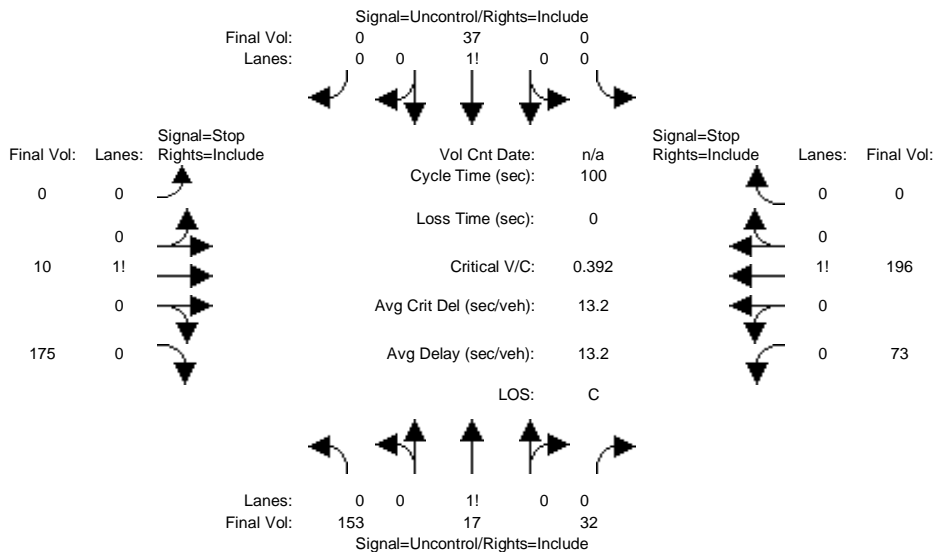 Signal=Uncontrol/Rights=Include
Final Vol: 0 37 0
Lanes: 0 0 1! 0 0
Signal=Stop Signal=Stop
Final Vol: Lanes: Rights=Include Vol Cnt Date: n/a Rights=Include Lanes: Final Vol:
Cycle Time (sec): 100
0 0 0 0
Loss Time (sec): 0
0 0
10 1! Critical V/C: 0.392 1! 196
0 Avg Crit Del (sec/veh): 13.2 0
175 0 Avg Delay (sec/veh): 13.2 0 73
LOS: C
Lanes: 0 0 1! 0 0
Final Vol: 153 17 32
Signal=Uncontrol/Rights=Include